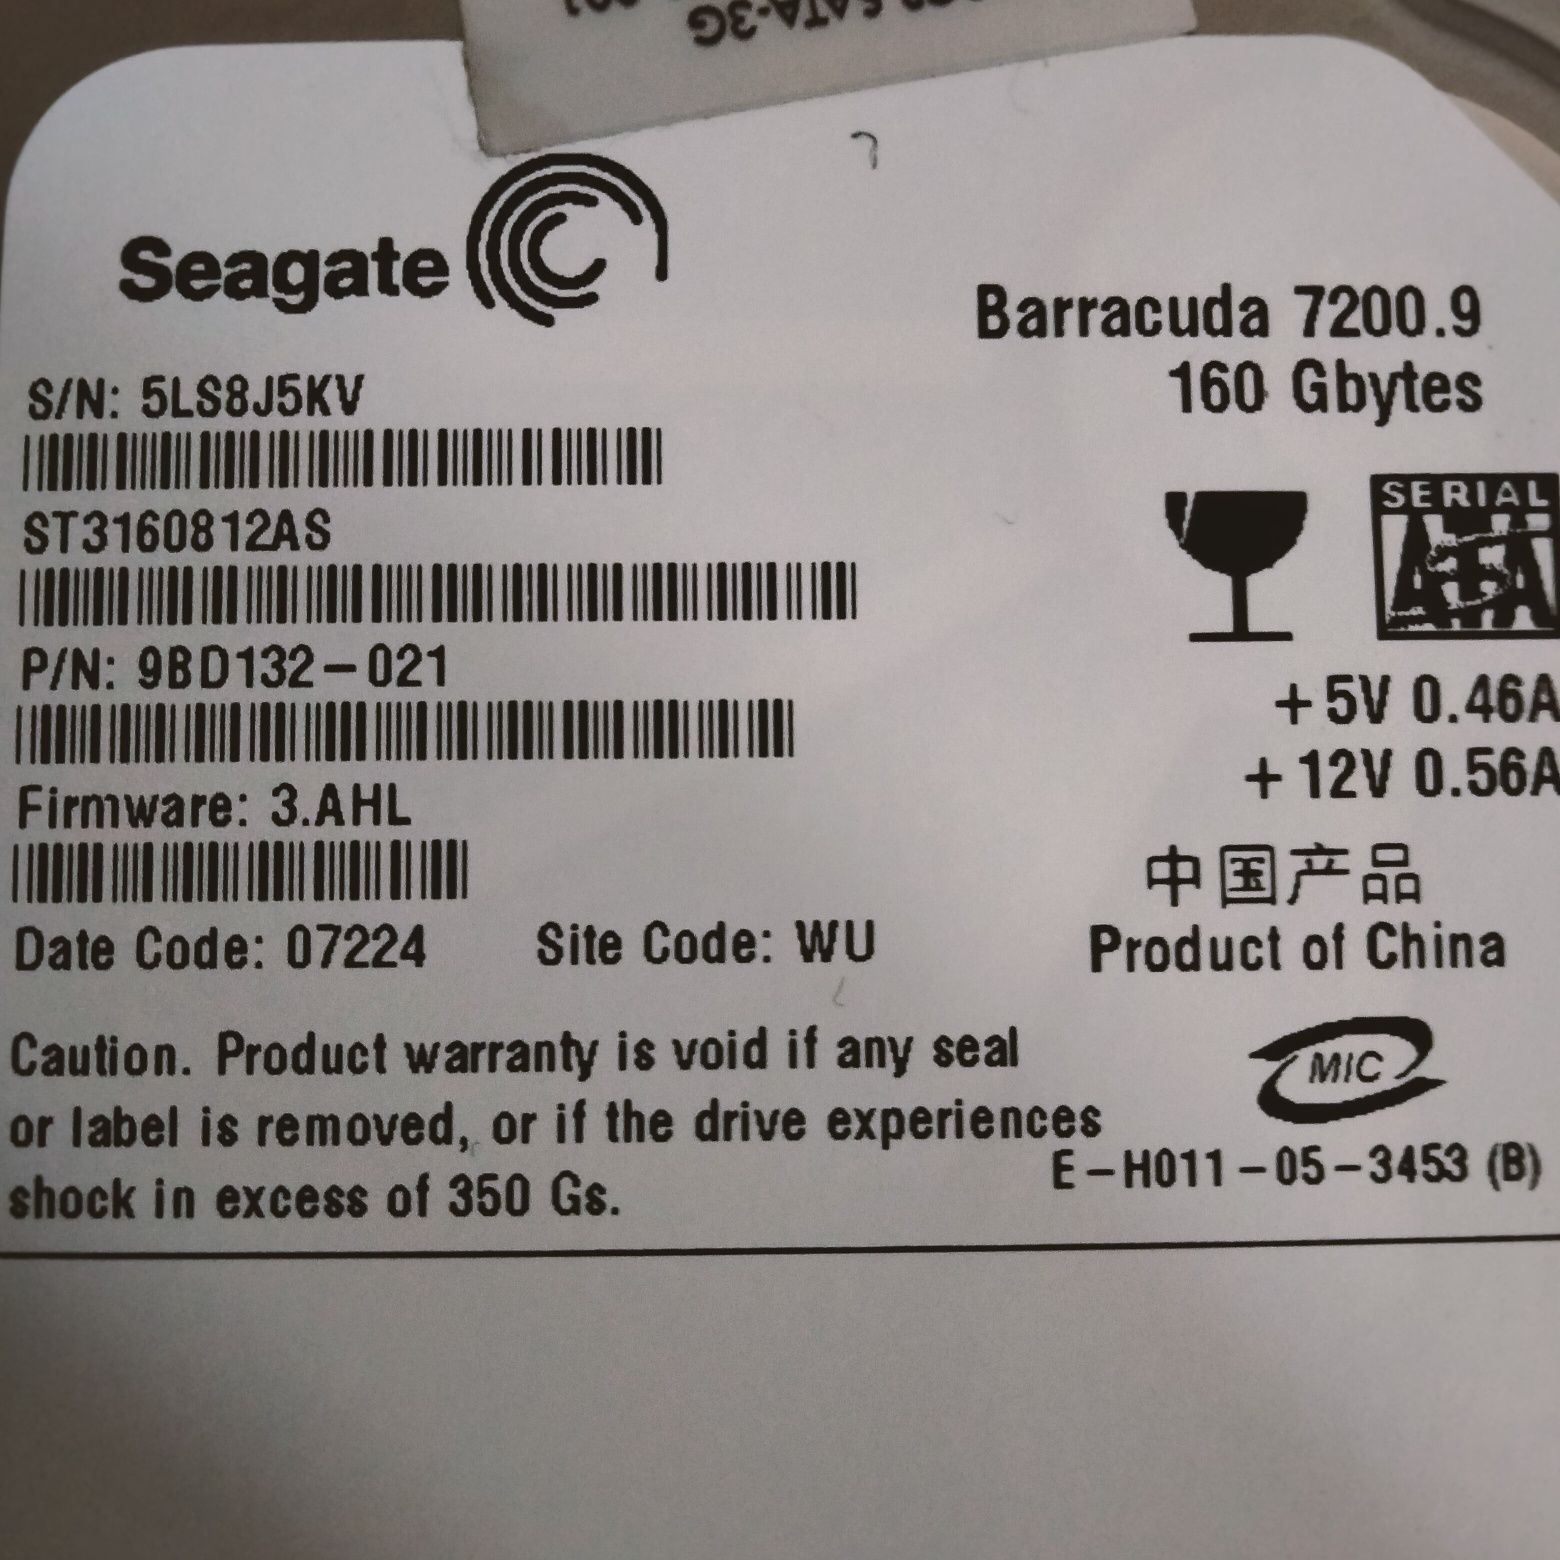 SATA-3G
Seagate
Barracuda 7200.9
160 Gbytes
S/N: 5LS8J5KV
ST3160812AS
SERIAL
ATA
P/N: 9BD132-021
+5V 0.46A
+12V 0.56A
Firmware: 3.AHL
中国产品
Date Code: 07224 Site Code: WU
Product of China
Caution. Product warranty is void if any seal
or label is removed, or if the drive experiences
shock in excess of 350 Gs.
MIC
E-H011-05-3453 (B)